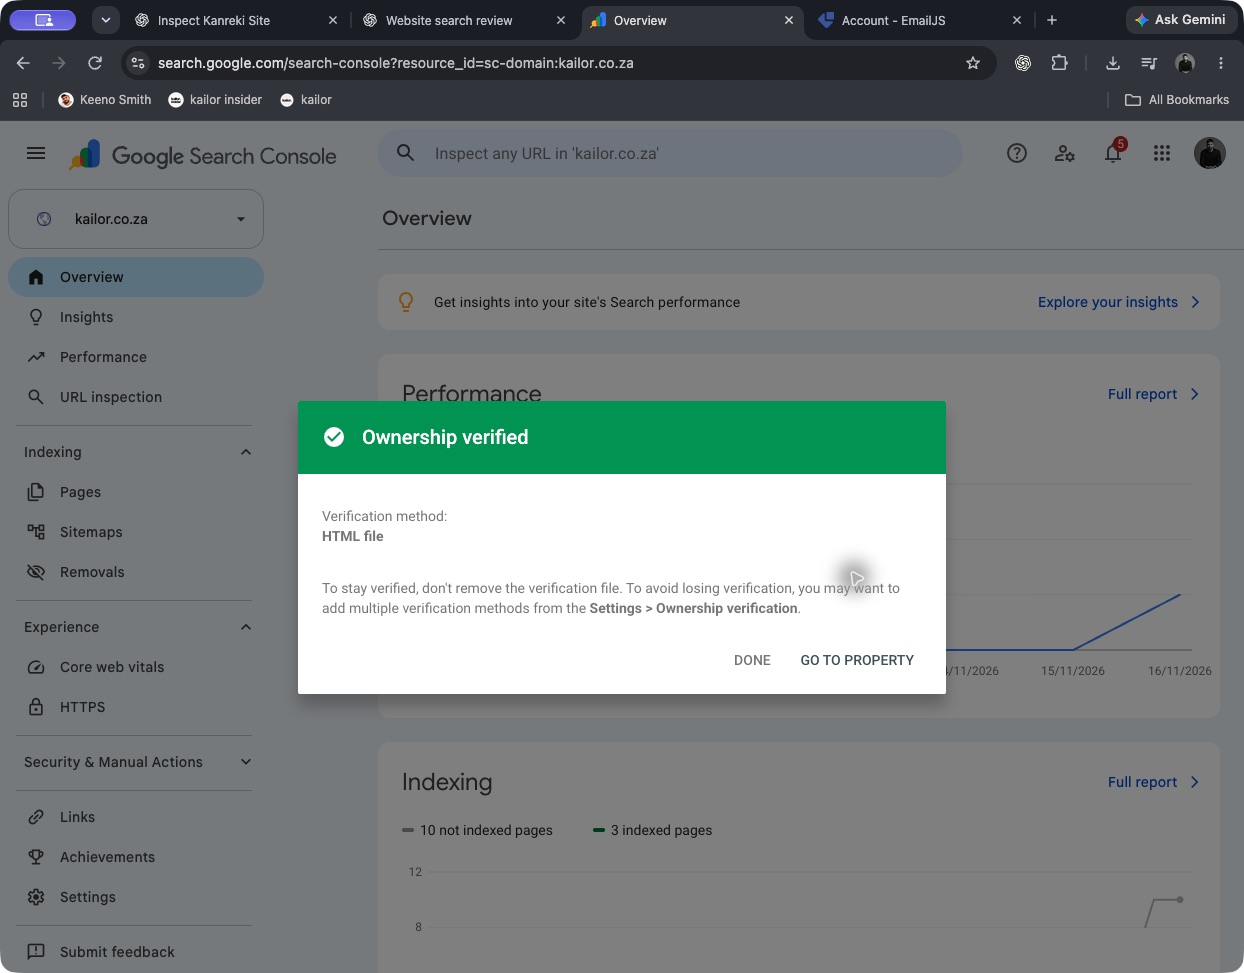 Inspect Kanreki Site
Website search review
Overview
Account - EmailJS
Ask Gemini
search.google.com/search-console?resource_id=sc-domain:kailor.co.za
Keeno Smith
kailor insider
kailor
All Bookmarks
Google Search Console
Inspect any URL in 'kailor.co.za'
5
kailor.co.za
Overview
Overview
Insights
Performance
URL inspection
Indexing
Pages
Sitemaps
Removals
Experience
Core web vitals
HTTPS
Security & Manual Actions
Links
Achievements
Settings
Submit feedback
Get insights into your site's Search performance
Explore your insights
Performance
Full report
Ownership verified
Verification method:
HTML file
To stay verified, don't remove the verification file. To avoid losing verification, you may want to
add multiple verification methods from the Settings > Ownership verification.
DONE
GO TO PROPERTY
/11/2026
15/11/2026
16/11/2026
Indexing
Full report
10 not indexed pages
3 indexed pages
12
8